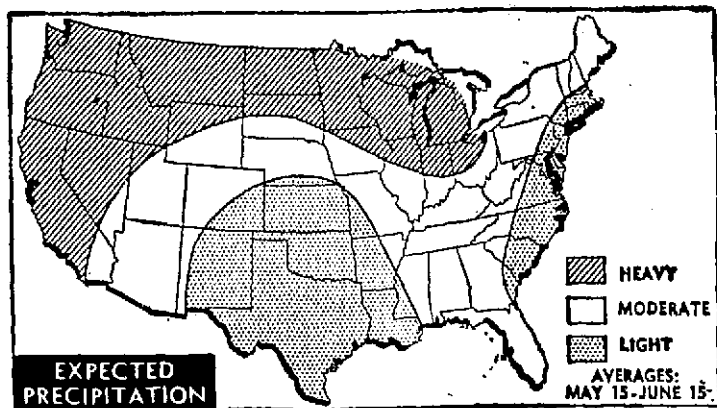 HEAVY
MODERATE
LIGHT
AVERAGES:
MAY 15-JUNE 15-
EXPECTED
PRECIPITATION